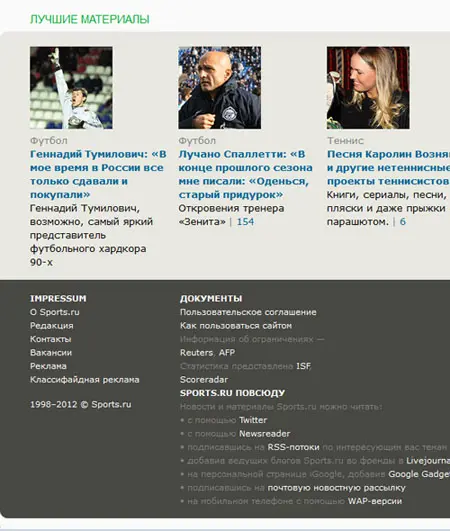 ЛУЧШИЕ МАТЕРИАЛЫ
Футбол
Геннадий Тумилович: «В
мое время в России все
только сдавали и
покупали»
Геннадий Тумилович,
возможно, самый яркий
представитель
футбольного хардкора
90-х
Футбол
Лучано Спаллетти: «В
конце прошлого сезона
мне писали: «Оденься,
старый придурок»
Откровения тренера
«Зенита» | 154
Теннис
Песня Каролин Возня
и другие нетеннисные
проекты теннисистов
Книги, сериалы, песни,
пляски и даже прыжки
парашютом. | 6
IMPRESSUM
О Sports.ru
Редакция
Контакты
Вакансии
Реклама
Классифайдная реклама
1998–2012 © Sports.ru
ДОКУМЕНТЫ
Пользовательское соглашение
Как пользоваться сайтом
Информация об ограничениях —
Reuters, AFP
Статистика представлена ISF,
Scoreradar
SPORTS.RU ПОВСЮДУ
Новости и материалы Sports.ru можно читать:
• с помощью Twitter
• с помощью Newsreader
• подписавшись на RSS-потоки по интересующим вас темам
• добавив ведущих блогов Sports.ru во френды в Livejourna
• на персональной странице iGoogle, добавив Google Gadge
• подписавшись на почтовую новостную рассылку
• на мобильном телефоне с помощью WAP-версии